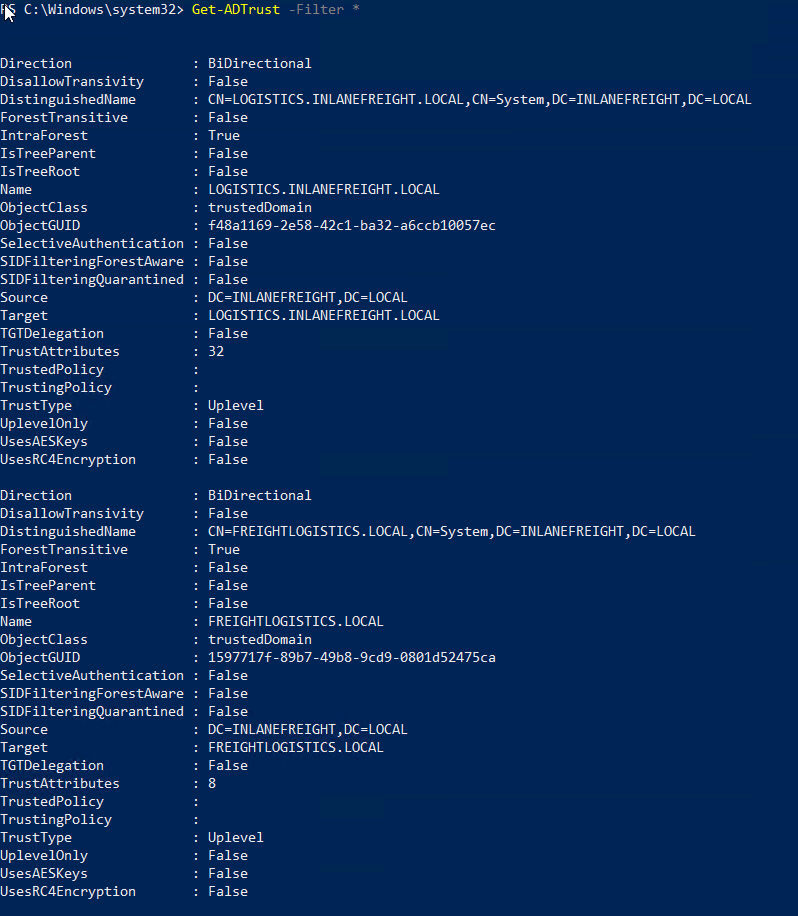 PS C:\Windows\system32> Get-ADTrust -Filter *
Direction : BiDirectional
DisallowTransivity : False
DistinguishedName : CN=LOGISTICS.INLANEFREIGHT.LOCAL,CN=System,DC=INLANEFREIGHT,DC=LOCAL
ForestTransitive : False
IntraForest : True
IsTreeParent : False
IsTreeRoot : False
Name : LOGISTICS.INLANEFREIGHT.LOCAL
ObjectClass : trustedDomain
ObjectGUID : f48a1169-2e58-42c1-ba32-a6ccb10057ec
SelectiveAuthentication : False
SIDFilteringForestAware : False
SIDFilteringQuarantined : False
Source : DC=INLANEFREIGHT,DC=LOCAL
Target : LOGISTICS.INLANEFREIGHT.LOCAL
TGTDelegation : False
TrustAttributes : 32
TrustedPolicy :
TrustingPolicy :
TrustType : Uplevel
UplevelOnly : False
UsesAESKeys : False
UsesRC4Encryption : False
Direction : BiDirectional
DisallowTransivity : False
DistinguishedName : CN=FREIGHTLOGISTICS.LOCAL,CN=System,DC=INLANEFREIGHT,DC=LOCAL
ForestTransitive : True
IntraForest : False
IsTreeParent : False
IsTreeRoot : False
Name : FREIGHTLOGISTICS.LOCAL
ObjectClass : trustedDomain
ObjectGUID : 1597717f-89b7-49b8-9cd9-0801d52475ca
SelectiveAuthentication : False
SIDFilteringForestAware : False
SIDFilteringQuarantined : False
Source : DC=INLANEFREIGHT,DC=LOCAL
Target : FREIGHTLOGISTICS.LOCAL
TGTDelegation : False
TrustAttributes : 8
TrustedPolicy :
TrustingPolicy :
TrustType : Uplevel
UplevelOnly : False
UsesAESKeys : False
UsesRC4Encryption : False